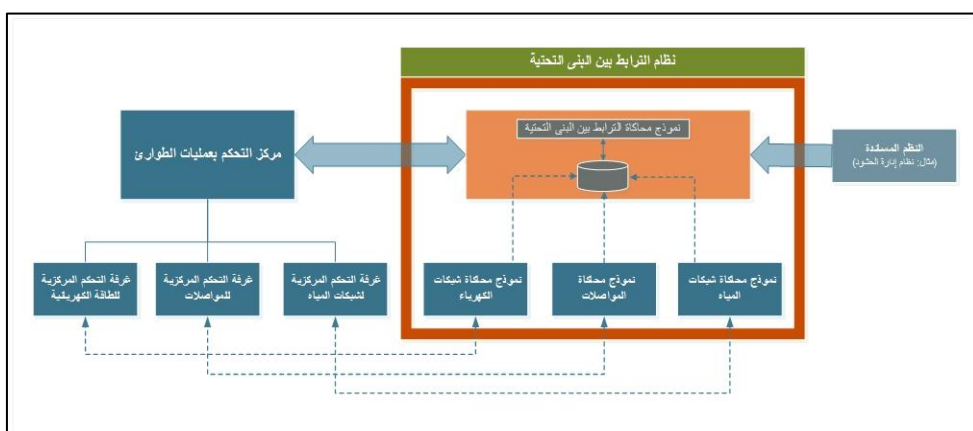 نظام الترابط بين البنى التحتية
نموذج محاكاة الترابط بين البنى التحتية
النظم المساندة
(مثال: نظام إدارة الحشود)
مركز التحكم بعمليات الطوارئ
نموذج محاكاة شبكات
المياه
نموذج محاكاة
المواصلات
نموذج محاكاة شبكات
الكهرباء
غرفة التحكم المركزية
لشبكات المياه
غرفة التحكم المركزية
للمواصلات
غرفة التحكم المركزية
للطاقة الكهربائية